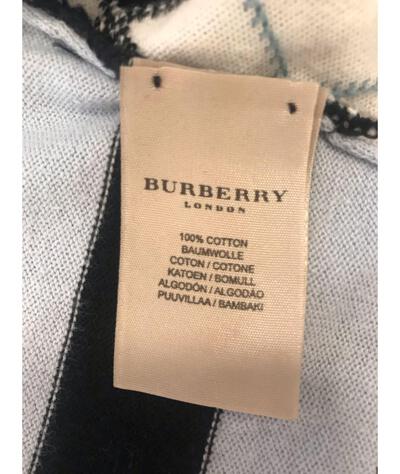 BURBERRY
LONDON
100% COTTON
BAUMWOLLE
COTON / COTONE
KATOEN / BOMULL
ALGODÓN / ALGODÃO
PUUVILLAA / BAMBAKI